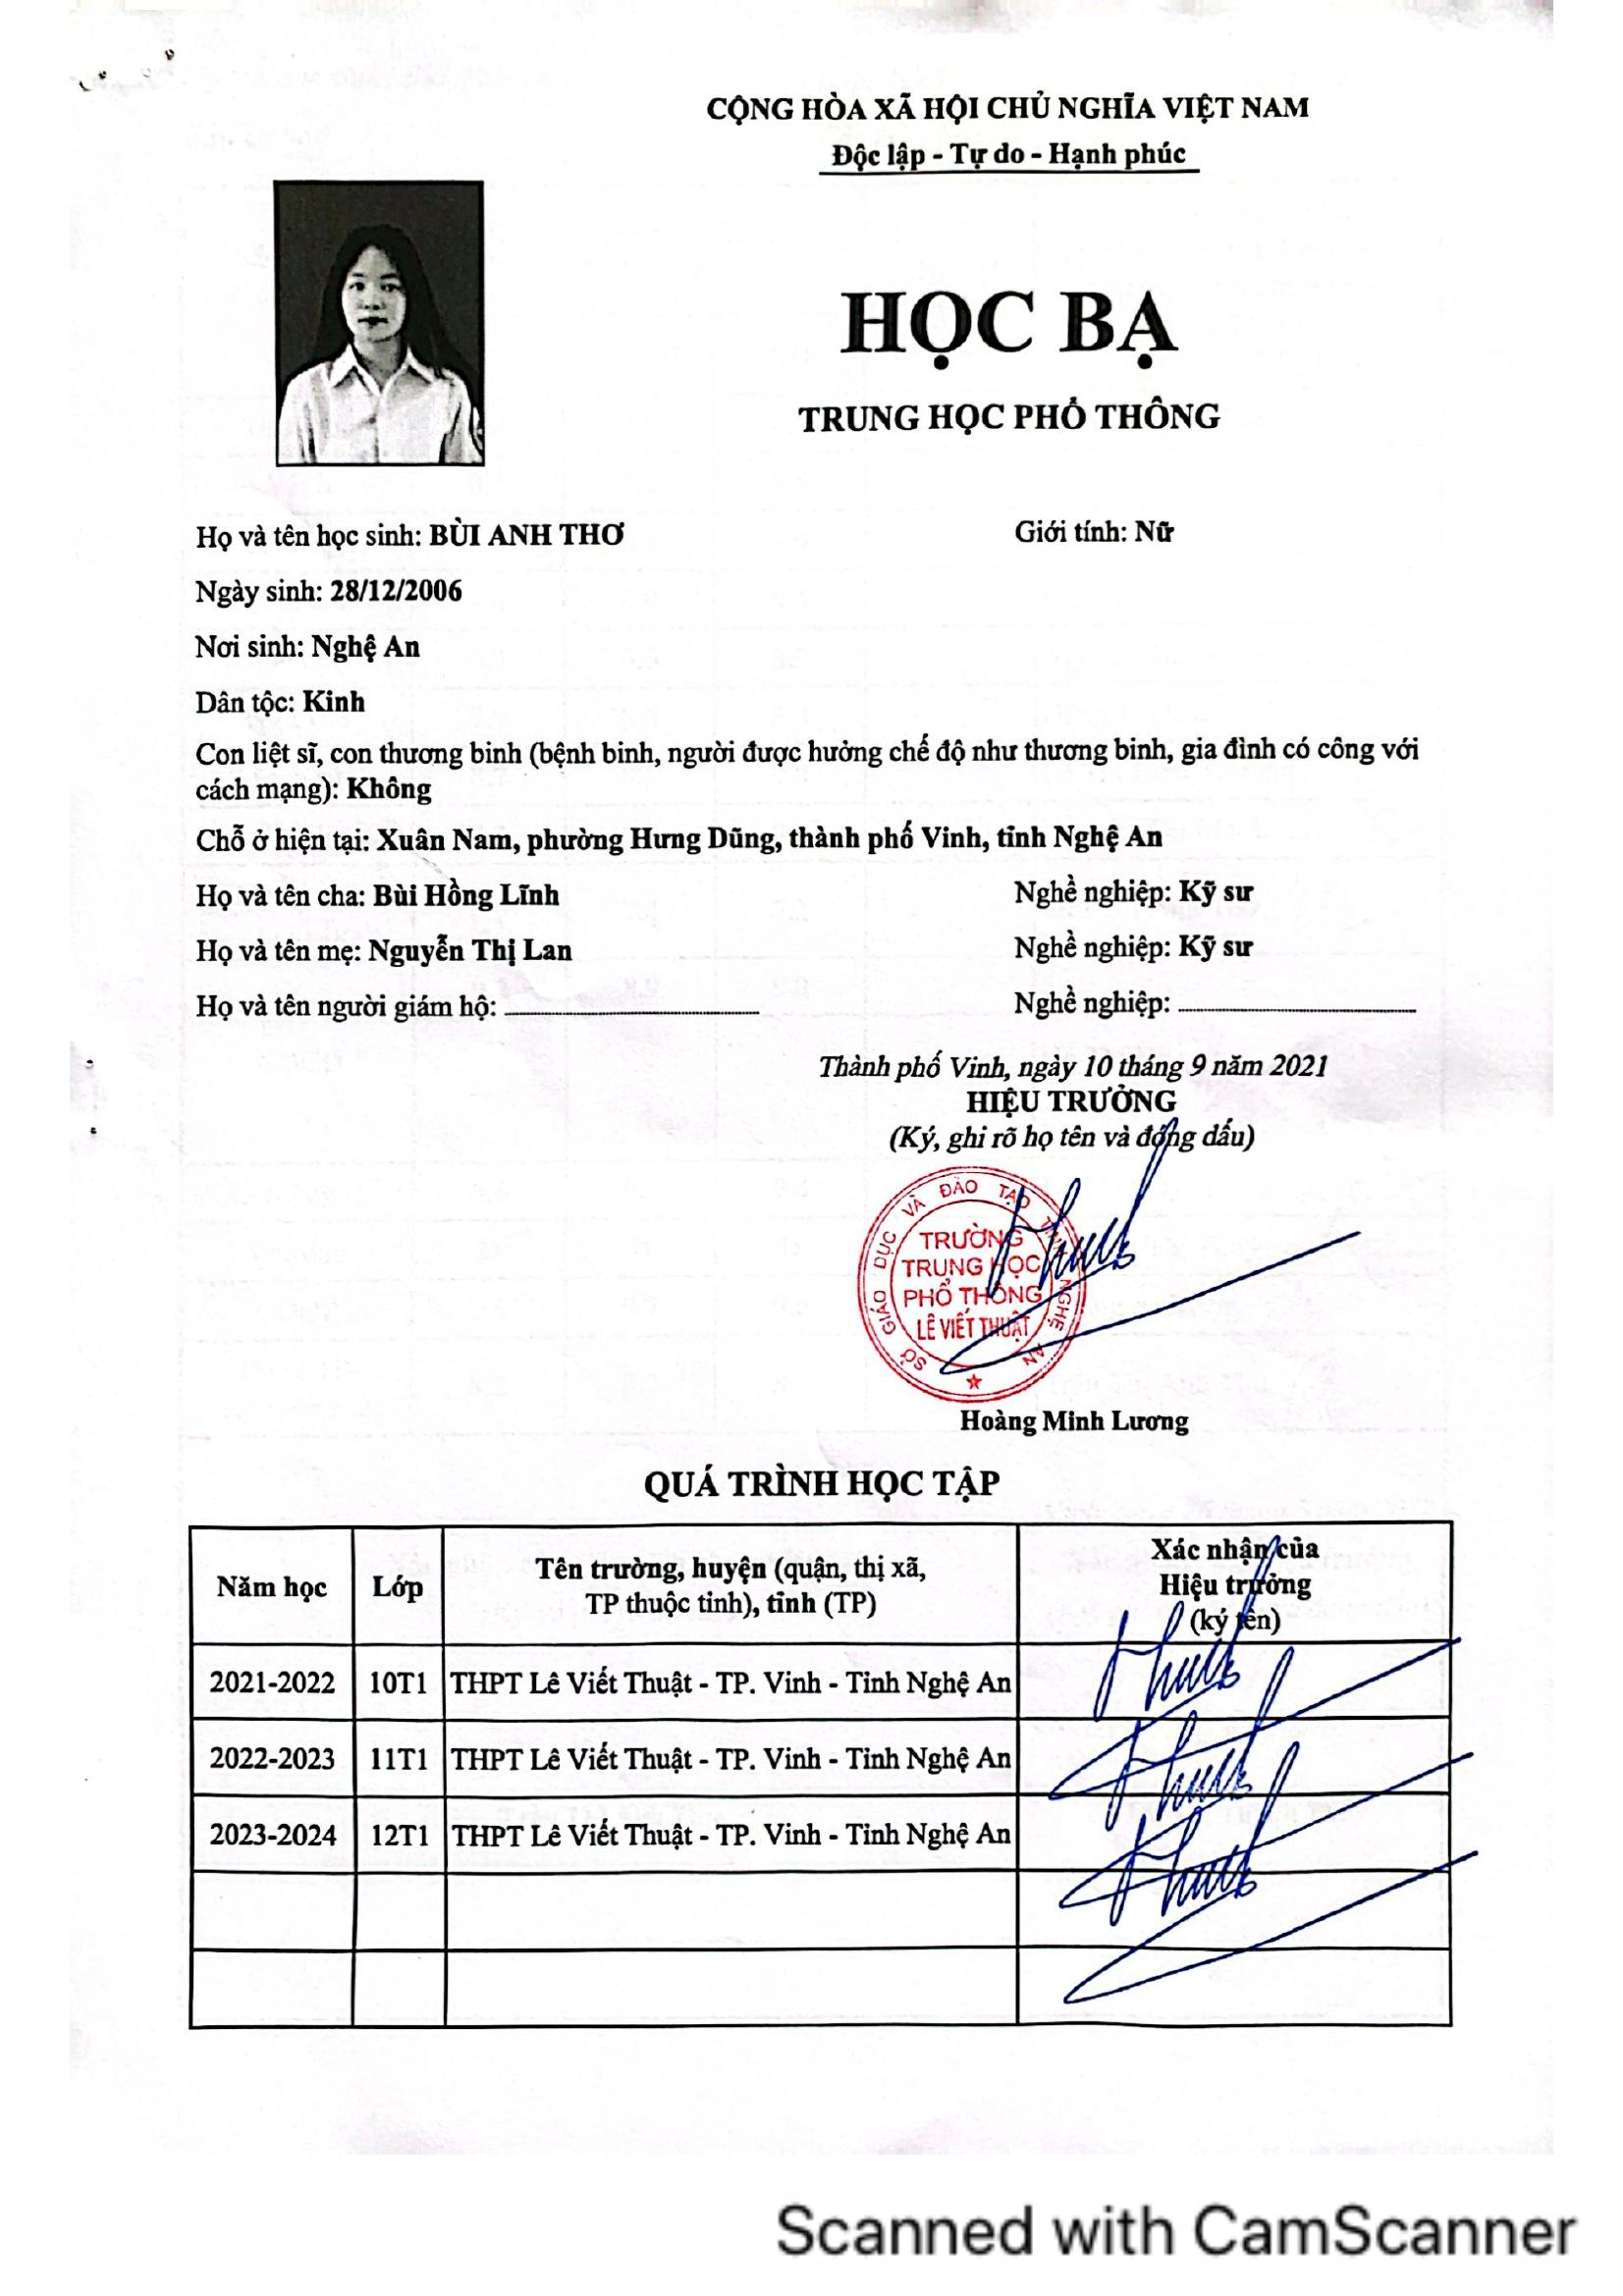 CỘNG HÒA XÃ HỘI CHỦ NGHĨA VIỆT NAM
Độc lập - Tự do - Hạnh phúc
HỌC BẠ
TRUNG HỌC PHỔ THÔNG
Họ và tên học sinh: BÙI ANH THƠ Giới tính: Nữ
Ngày sinh: 28/12/2006
Nơi sinh: Nghệ An
Dân tộc: Kinh
Con liệt sĩ, con thương binh (bệnh binh, người được hưởng chế độ như thương binh, gia đình có công với
cách mạng): Không
Chỗ ở hiện tại: Xuân Nam, phường Hưng Dũng, thành phố Vinh, tỉnh Nghệ An
Họ và tên cha: Bùi Hồng Lĩnh Nghề nghiệp: Kỹ sư
Họ và tên mẹ: Nguyễn Thị Lan Nghề nghiệp: Kỹ sư
Họ và tên người giám hộ: Nghề nghiệp:
Thành phố Vinh, ngày 10 tháng 9 năm 2021
HIỆU TRƯỞNG
(Ký, ghi rõ họ tên và đóng dấu)
SỞ GIÁO DỤC VÀ ĐÀO TẠO TỈNH NGHỆ AN
TRƯỜNG
TRUNG HỌC
PHỔ THÔNG
LÊ VIẾT THUẬT
Hoàng Minh Lương
QUÁ TRÌNH HỌC TẬP
Năm học Lớp Tên trường, huyện (quận, thị xã, TP thuộc tỉnh), tỉnh (TP) Xác nhận của Hiệu trưởng (ký tên)
2021-2022 10T1 THPT Lê Viết Thuật - TP. Vinh - Tỉnh Nghệ An
2022-2023 11T1 THPT Lê Viết Thuật - TP. Vinh - Tỉnh Nghệ An
2023-2024 12T1 THPT Lê Viết Thuật - TP. Vinh - Tỉnh Nghệ An
Scanned with CamScanner